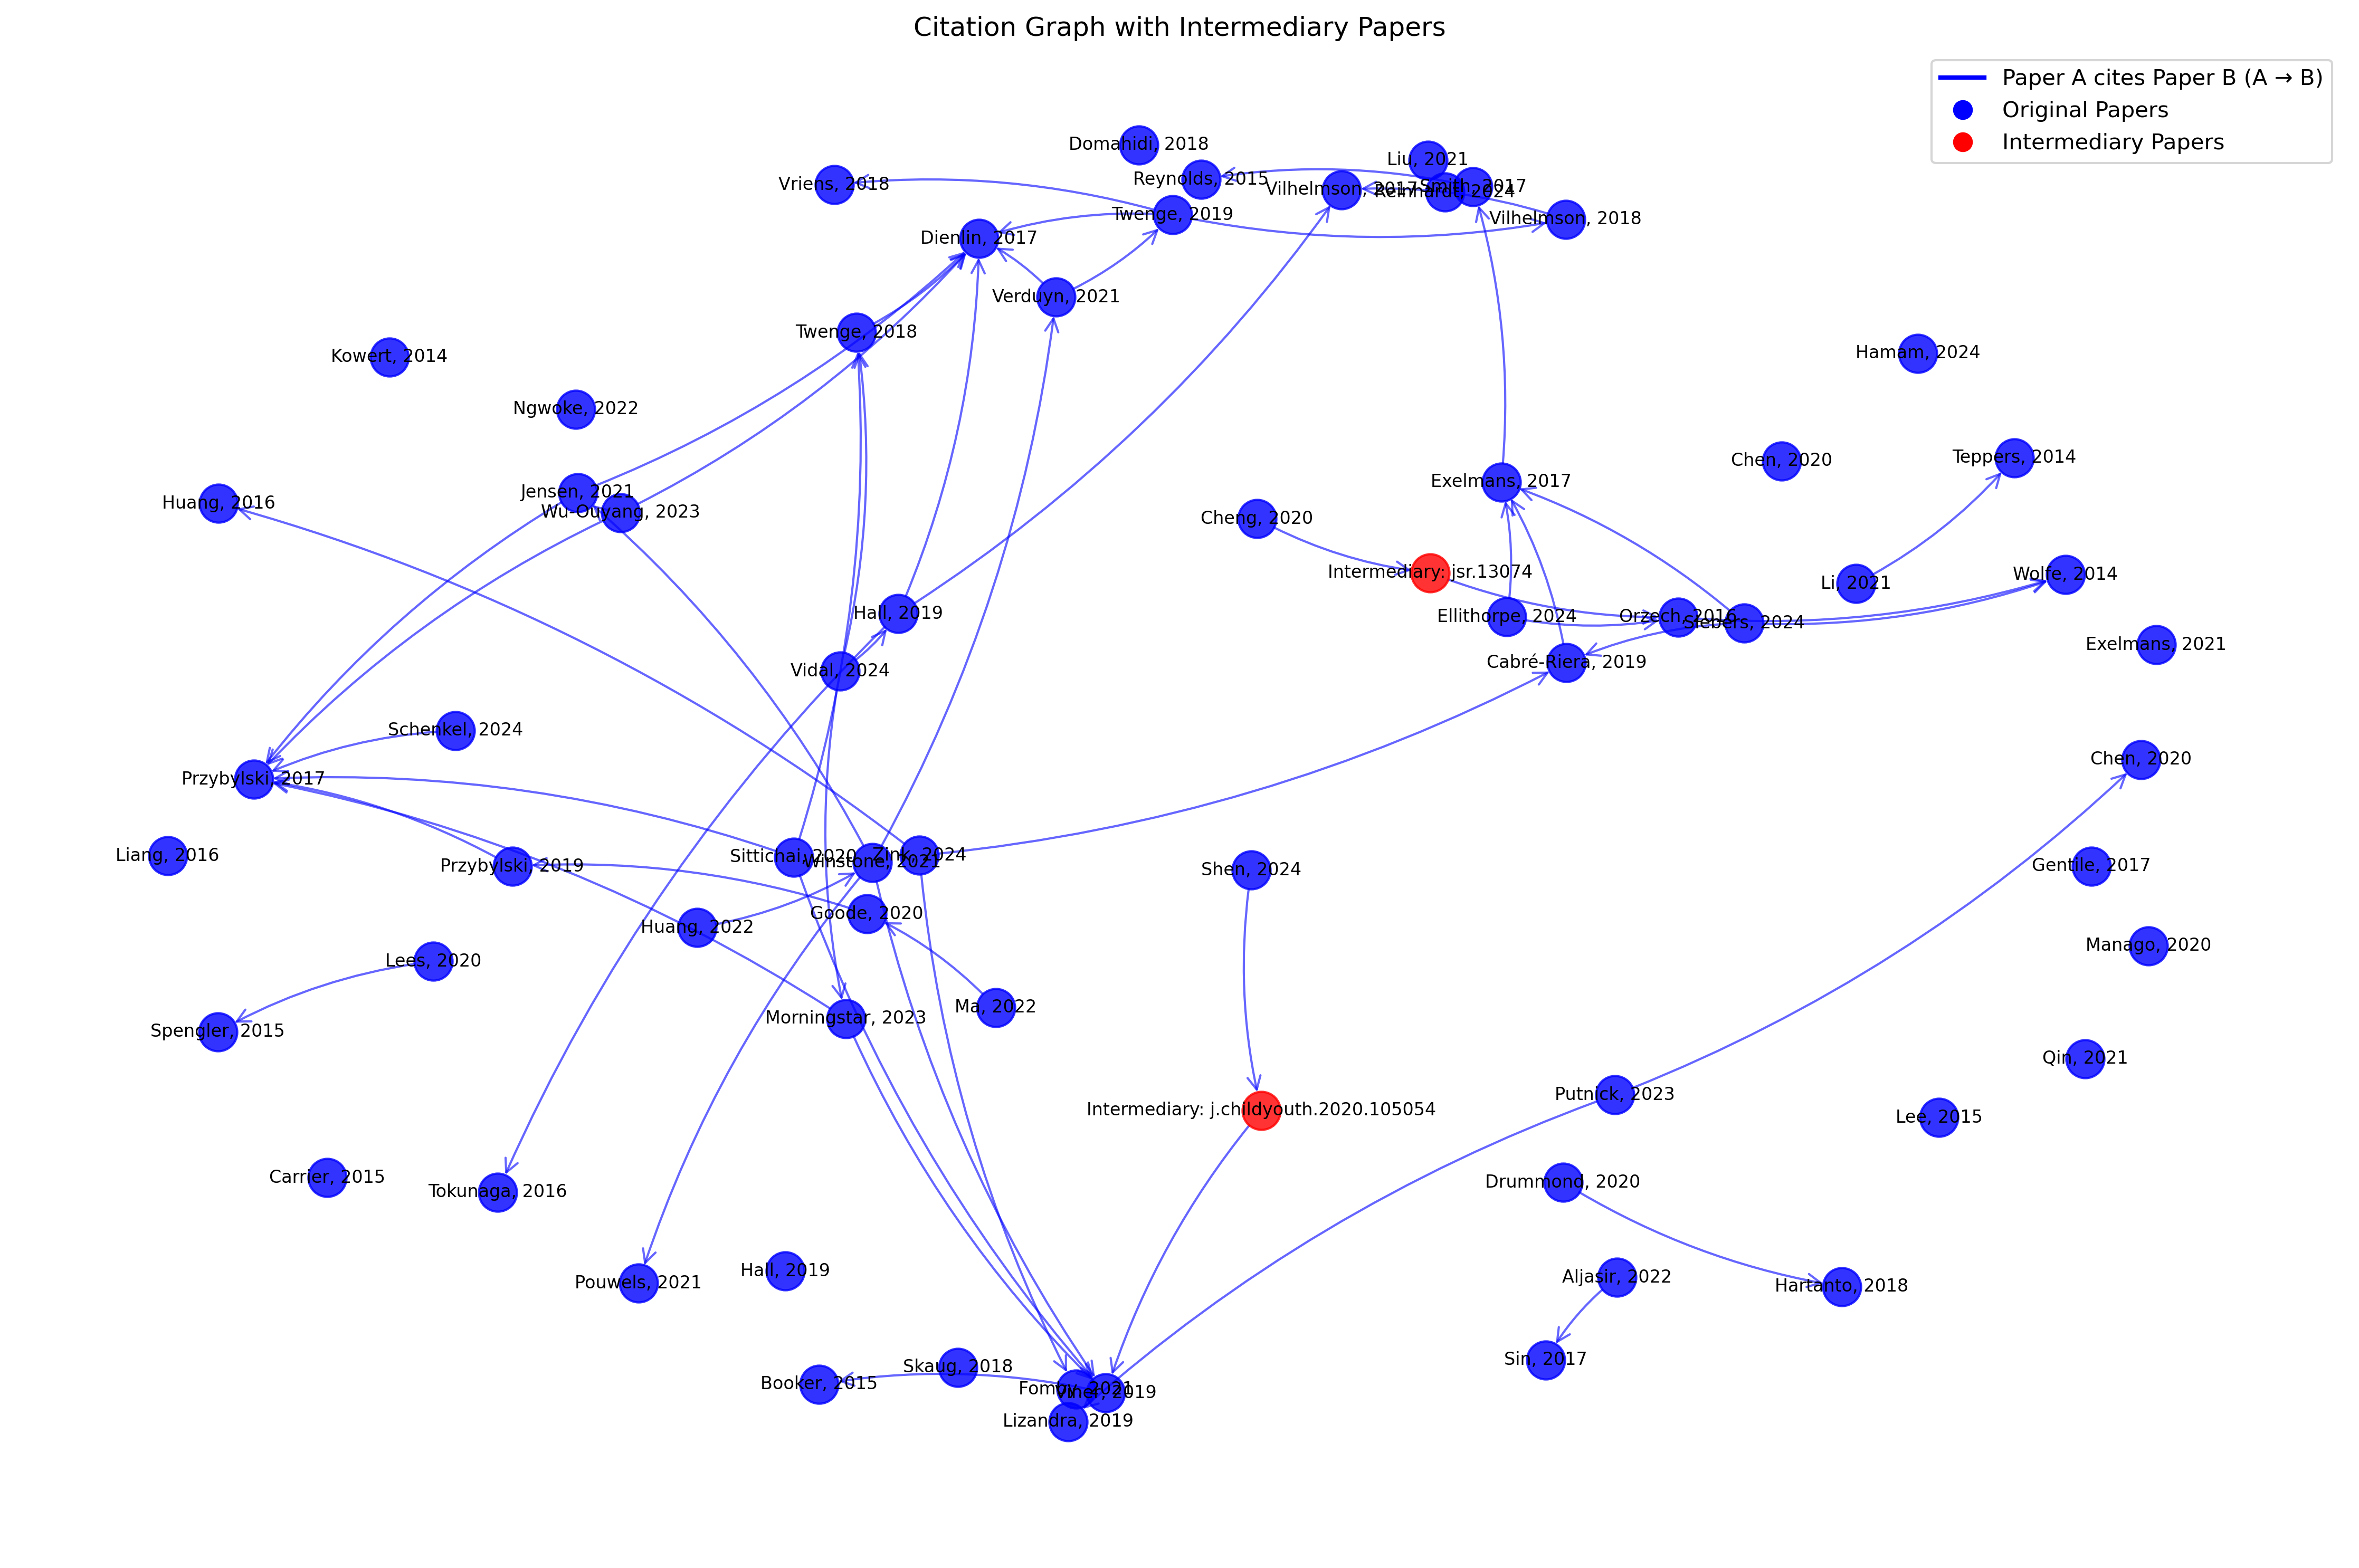 Citation Graph with Intermediary Papers
Paper A cites Paper B (A → B)
Original Papers
Intermediary Papers
Domahidi, 2018
Liu, 2021
Reynolds, 2015
Vriens, 2018
Vilhelmson, 2017
Smith, 2017
Reinhardt, 2024
Twenge, 2019
Vilhelmson, 2018
Dienlin, 2017
Verduyn, 2021
Twenge, 2018
Kowert, 2014
Hamam, 2024
Ngwoke, 2022
Chen, 2020
Teppers, 2014
Exelmans, 2017
Jensen, 2021
Huang, 2016
Wu-Ouyang, 2023
Cheng, 2020
Intermediary: jsr.13074
Wolfe, 2014
Li, 2021
Hall, 2019
Ellithorpe, 2024
Orzech, 2016
Siebers, 2024
Exelmans, 2021
Cabré-Riera, 2019
Vidal, 2024
Schenkel, 2024
Chen, 2020
Przybylski, 2017
Liang, 2016
Sittichai, 2020
Zink, 2024
Winstone, 2021
Przybylski, 2019
Shen, 2024
Gentile, 2017
Goode, 2020
Huang, 2022
Manago, 2020
Lees, 2020
Ma, 2022
Morningstar, 2023
Spengler, 2015
Qin, 2021
Putnick, 2023
Intermediary: j.childyouth.2020.105054
Lee, 2015
Carrier, 2015
Drummond, 2020
Tokunaga, 2016
Hall, 2019
Aljasir, 2022
Pouwels, 2021
Hartanto, 2018
Sin, 2017
Skaug, 2018
Booker, 2015
Fomby, 2021
Viner, 2019
Lizandra, 2019